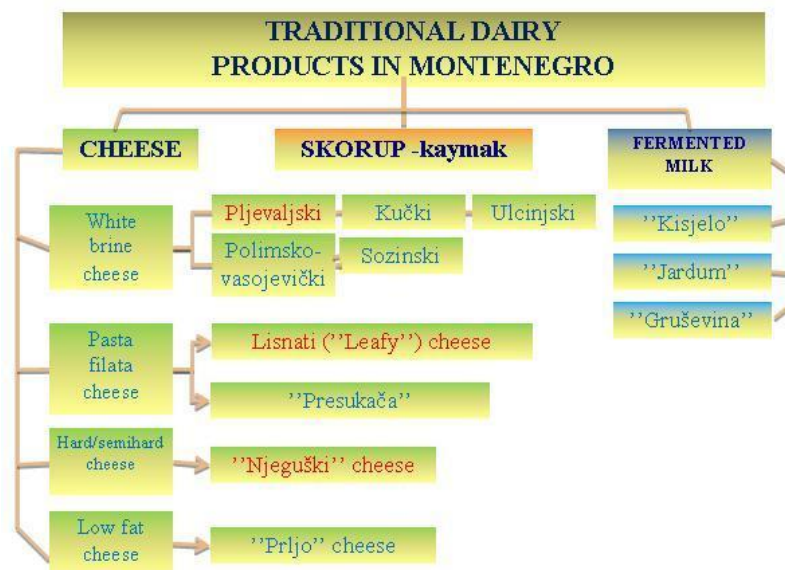 TRADITIONAL DAIRY
PRODUCTS IN MONTENEGRO
CHEESE
SKORUP -kaymak
FERMENTED
MILK
White
brine
cheese
Pljevaljski
Kučki
Ulcinjski
Polimsko-
vasojevički
Sozinski
''Kisjelo''
''Jardum''
''Gruševina''
Pasta
filata
cheese
Lisnati (''Leafy'') cheese
''Presukača''
Hard/semihard
cheese
''Njeguški'' cheese
Low fat
cheese
''Prljo'' cheese